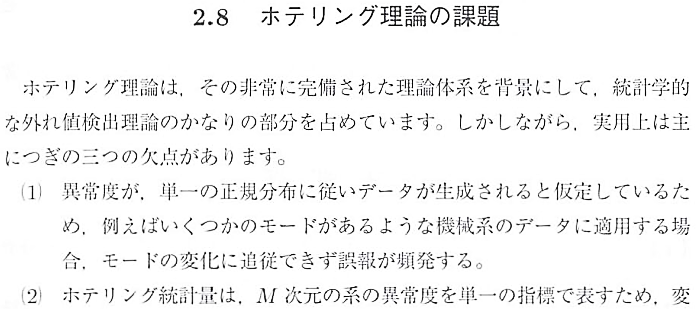 2.8 ホテリング理論の課題
ホテリング理論は，その非常に完備された理論体系を背景にして，統計学的
な外れ値検出理論のかなりの部分を占めています。しかしながら，実用上は主
につぎの三つの欠点があります。
(1) 異常度が，単一の正規分布に従いデータが生成されると仮定しているた
め，例えばいくつかのモードがあるような機械系のデータに適用する場
合，モードの変化に追従できず誤報が頻発する。
(2) ホテリング統計量は，M 次元の系の異常度を単一の指標で表すため，変